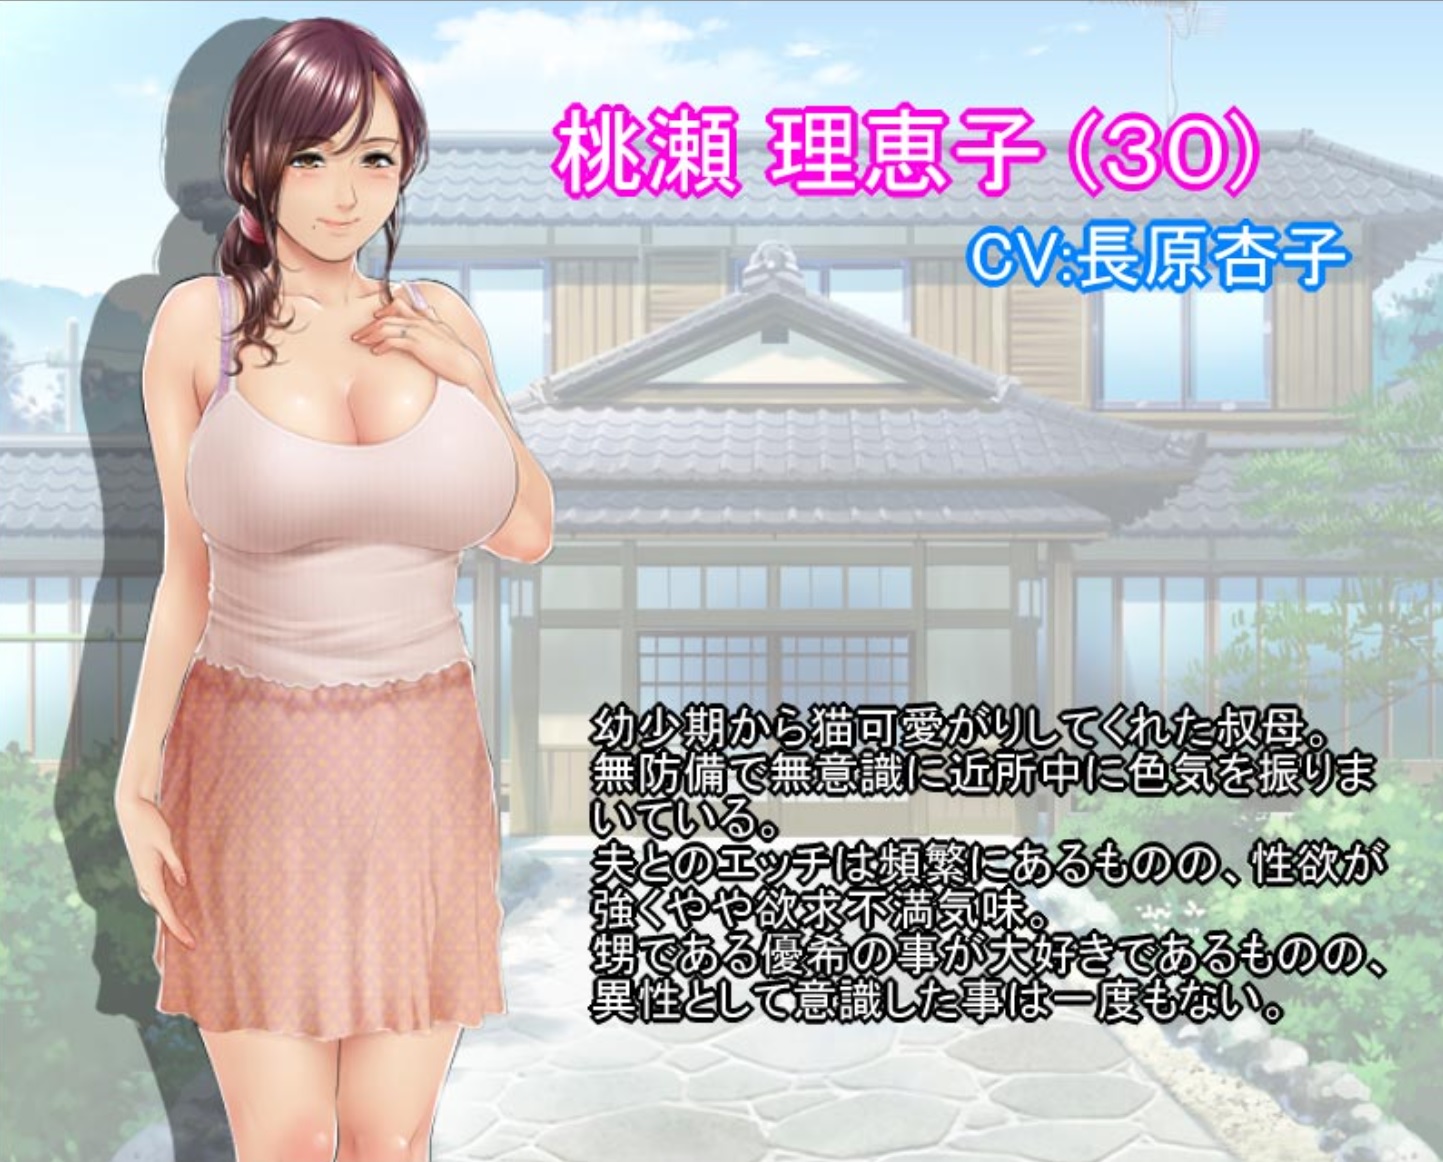 桃瀬 理恵子 (30)
CV:長原杏子
幼少期から猫可愛がりしてくれた叔母。
無防備で無意識に近所中に色気を振りま
いている。
夫とのエッチは頻繁にあるものの、性欲が
強くやや欲求不満気味。
甥である優希の事が大好きであるものの、
異性として意識した事は一度もない。